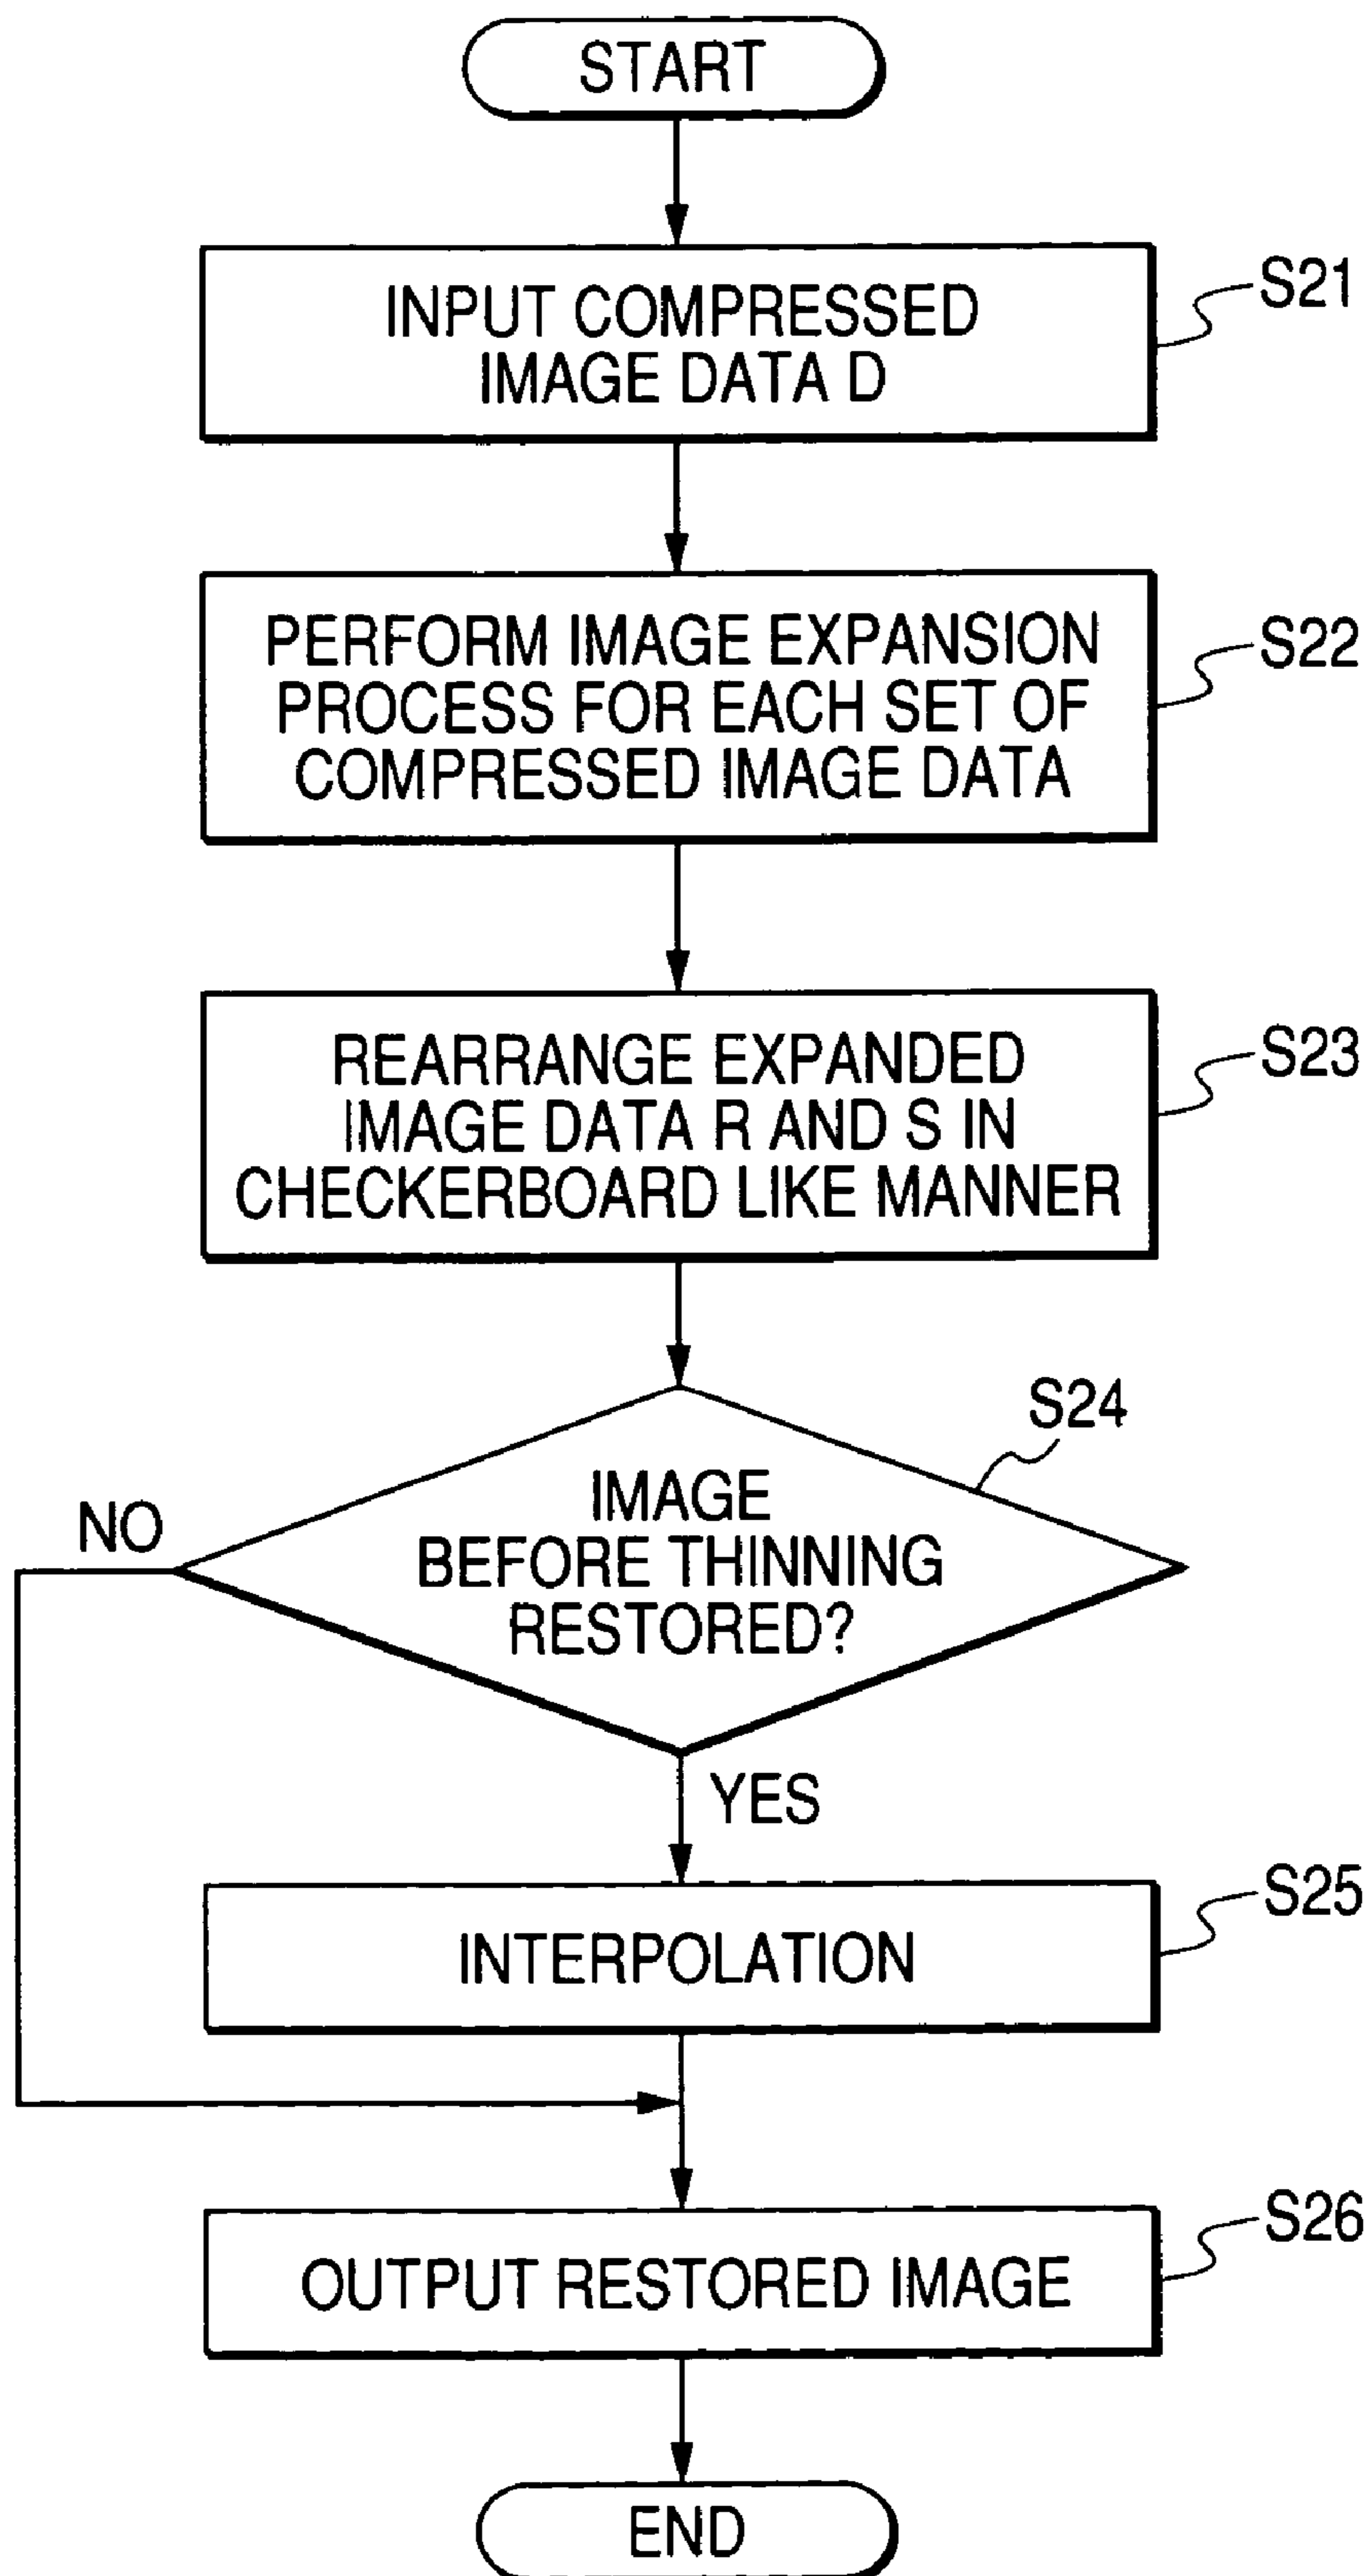 START
S21
INPUT COMPRESSED
IMAGE DATA D
S22
PERFORM IMAGE EXPANSION
PROCESS FOR EACH SET OF
COMPRESSED IMAGE DATA
S23
REARRANGE EXPANDED
IMAGE DATA R AND S IN
CHECKERBOARD LIKE MANNER
S24
IMAGE
BEFORE THINNING
RESTORED?
NO
YES
S25
INTERPOLATION
S26
OUTPUT RESTORED IMAGE
END